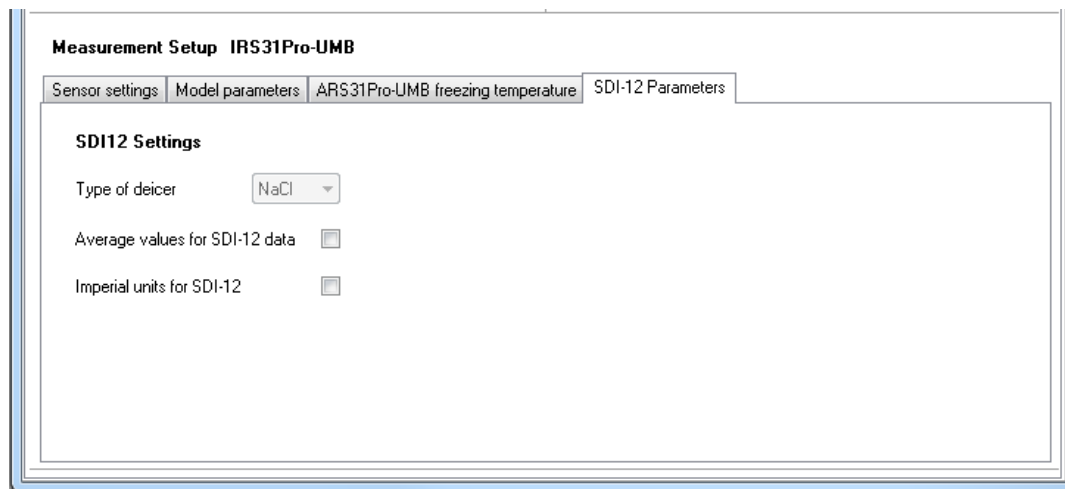 Measurement Setup IRS31Pro-UMB
Sensor settings Model parameters ARS31Pro-UMB freezing temperature SDI-12 Parameters
SDI12 Settings
Type of deicer NaCl
Average values for SDI-12 data
Imperial units for SDI-12